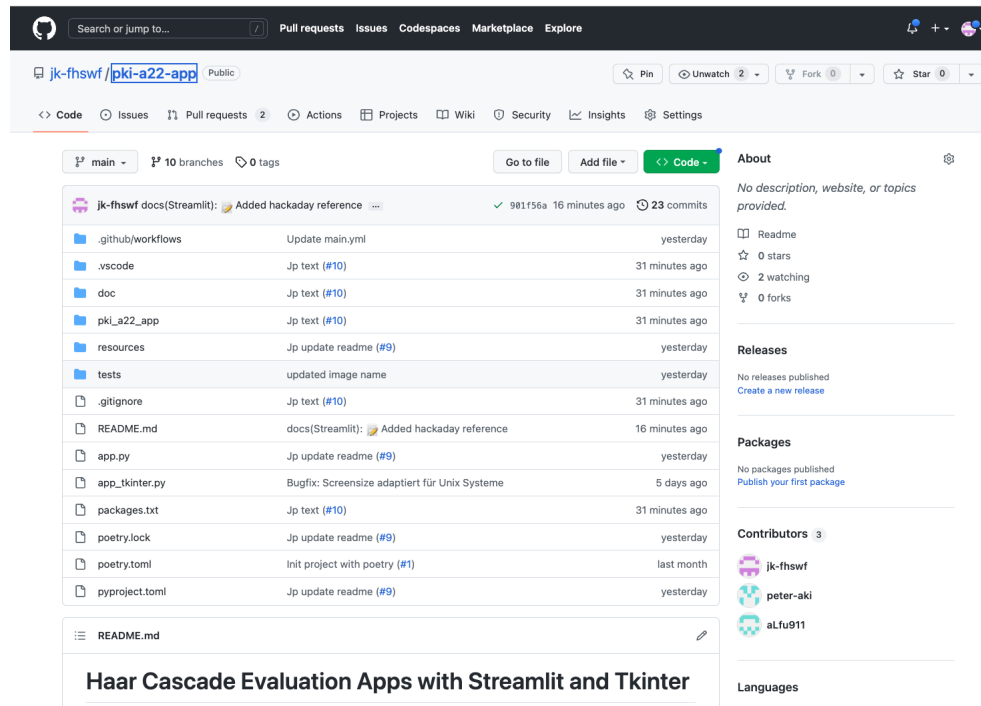 Search or jump to... / Pull requests Issues Codespaces Marketplace Explore
jk-fhswf / pki-a22-app Public Pin Unwatch 2 Fork 0 Star 0
Code Issues Pull requests 2 Actions Projects Wiki Security Insights Settings
main 10 branches 0 tags Go to file Add file Code
jk-fhswf docs(Streamlit): 📝 Added hackaday reference ... 901f56a 16 minutes ago 23 commits
.github/workflows Update main.yml yesterday
.vscode Jp text (#10) 31 minutes ago
doc Jp text (#10) 31 minutes ago
pki_a22_app Jp text (#10) 31 minutes ago
resources Jp update readme (#9) yesterday
tests updated image name yesterday
.gitignore Jp text (#10) 31 minutes ago
README.md docs(Streamlit): 📝 Added hackaday reference 16 minutes ago
app.py Jp update readme (#9) yesterday
app_tkinter.py Bugfix: Screensize adaptiert für Unix Systeme 5 days ago
packages.txt Jp text (#10) 31 minutes ago
poetry.lock Jp update readme (#9) yesterday
poetry.toml Init project with poetry (#1) last month
pyproject.toml Jp update readme (#9) yesterday
README.md
Haar Cascade Evaluation Apps with Streamlit and Tkinter
About
No description, website, or topics
provided.
Readme
0 stars
2 watching
0 forks
Releases
No releases published
Create a new release
Packages
No packages published
Publish your first package
Contributors 3
jk-fhswf
peter-aki
aLfu911
Languages